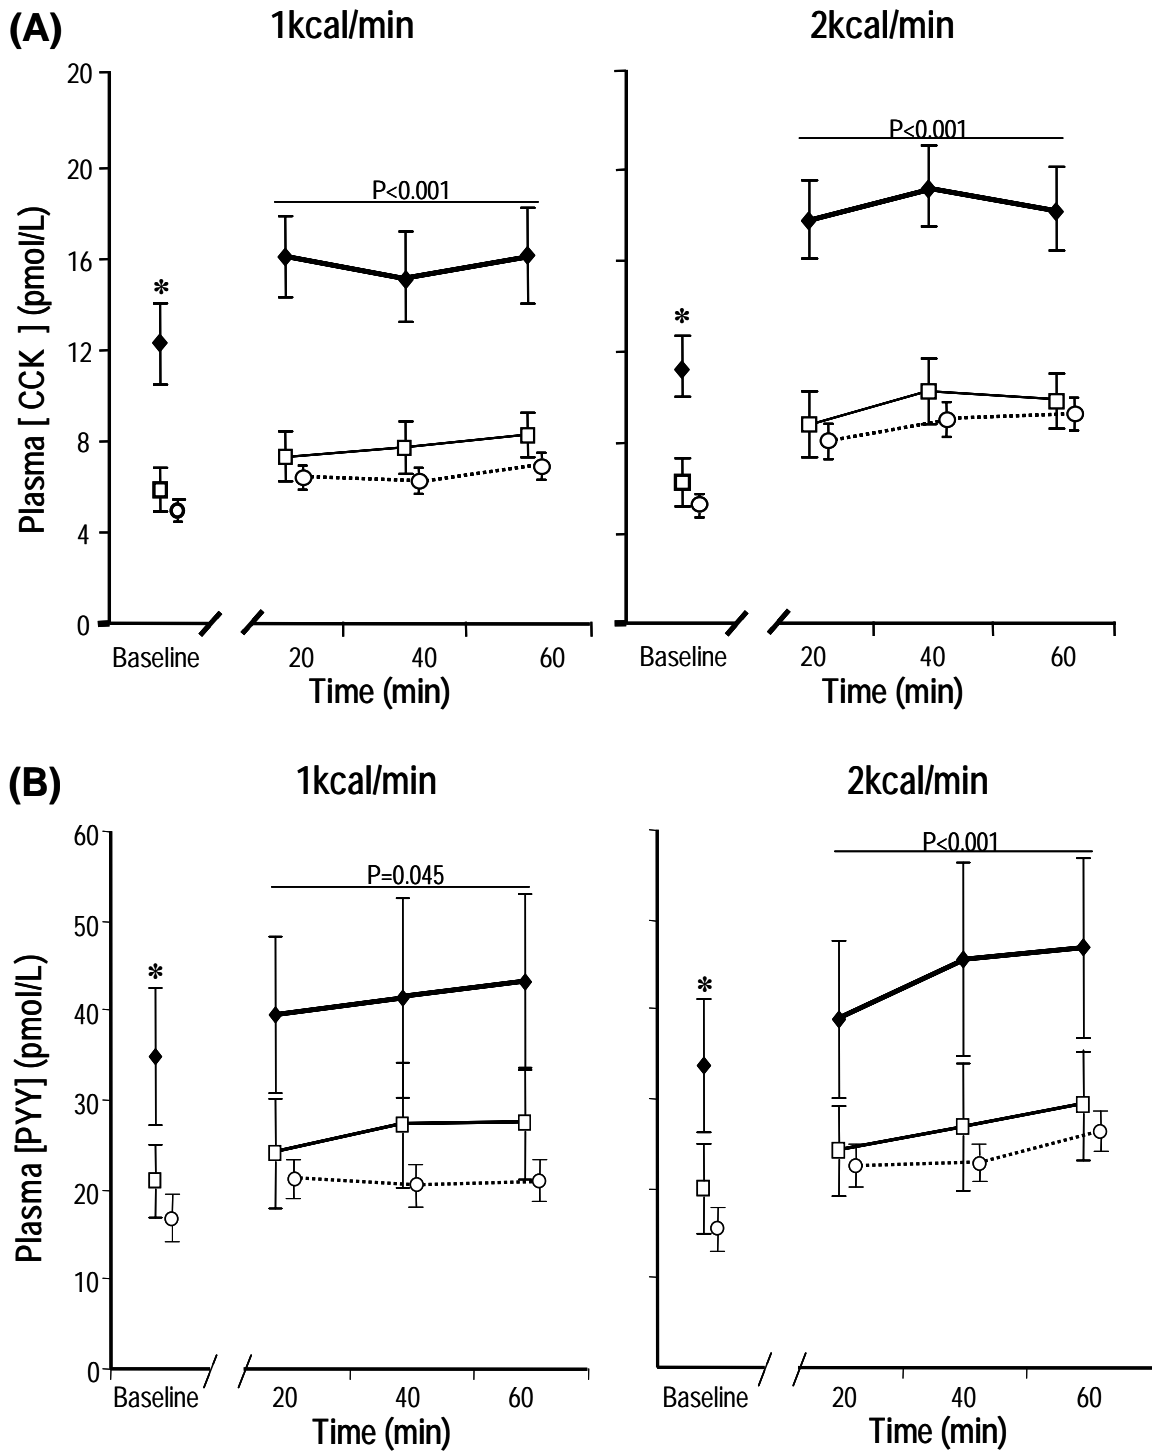 (A)
1kcal/min
2kcal/min
Plasma [ CCK ] (pmol/L)
20
20
16
12
8
4
0
P<0.001
*
Baseline
20 40 60
Time (min)
P<0.001
*
Baseline
20 40 60
Time (min)
(B)
1kcal/min
2kcal/min
Plasma [PYY] (pmol/L)
60
50
40
30
20
10
0
P=0.045
*
Baseline
20 40 60
Time (min)
P<0.001
*
Baseline
20 40 60
Time (min)